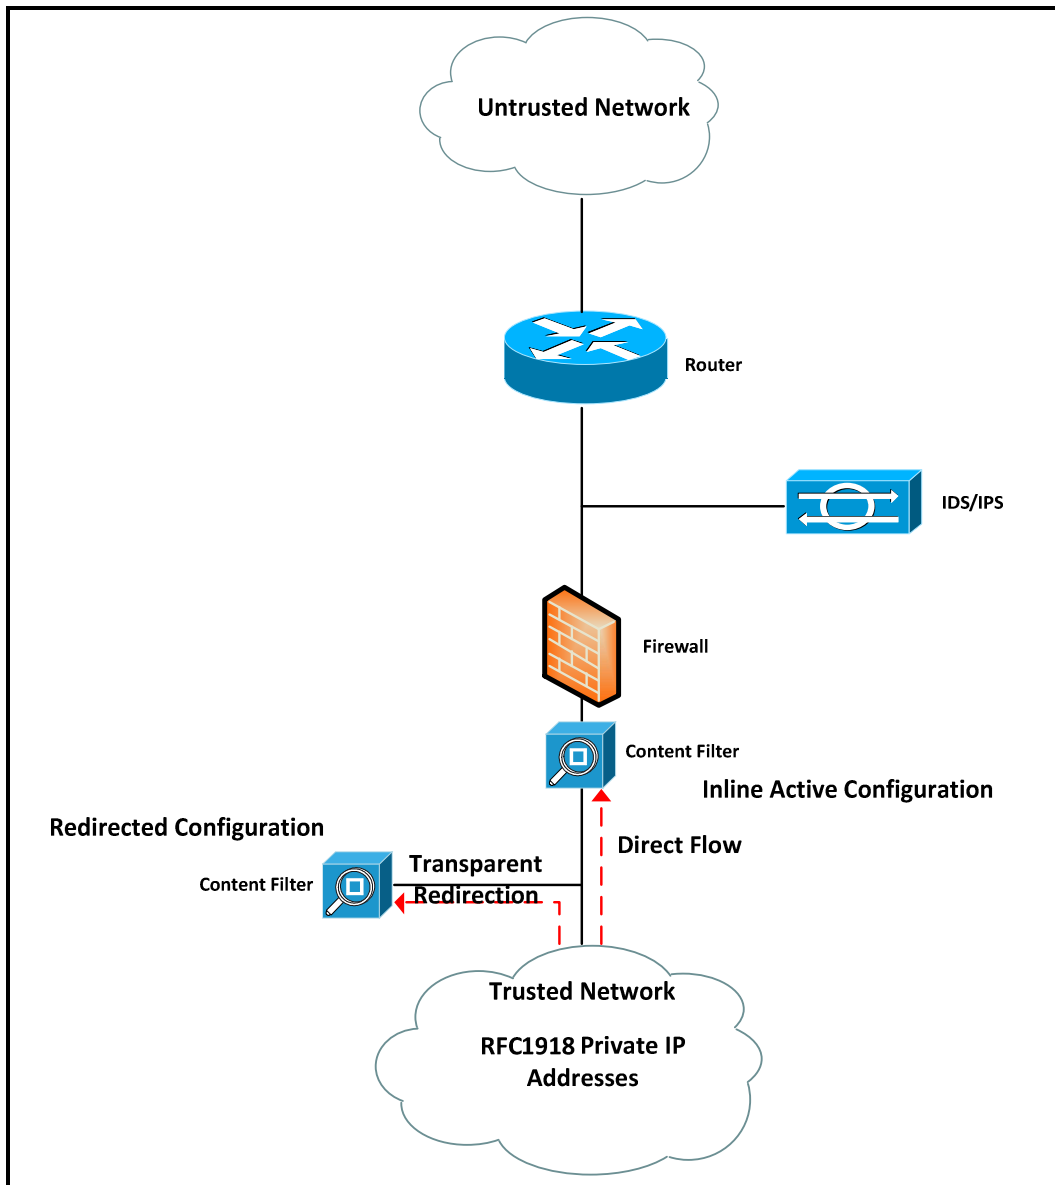 Untrusted Network
Router
IDS/IPS
Firewall
Content Filter
Inline Active Configuration
Redirected Configuration
Direct Flow
Transparent
Redirection
Content Filter
Trusted Network
RFC1918 Private IP
Addresses